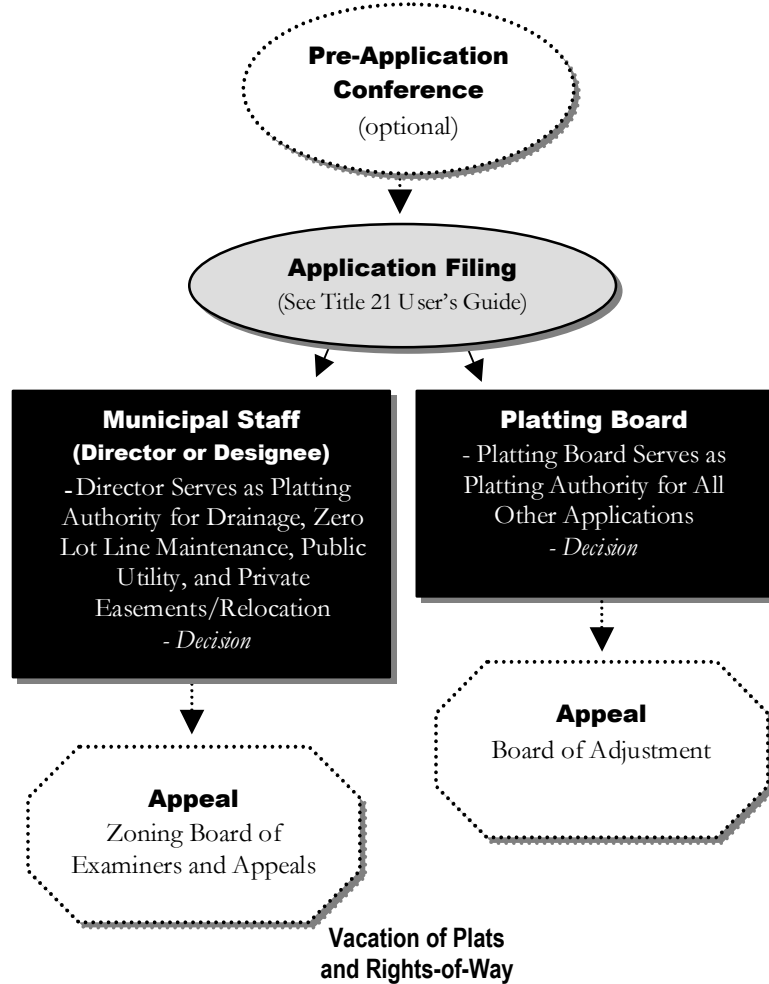 Pre-Application
Conference
(optional)
Application Filing
(See Title 21 User's Guide)
Municipal Staff
(Director or Designee)
- Director Serves as Platting
Authority for Drainage, Zero
Lot Line Maintenance, Public
Utility, and Private
Easements/Relocation
- Decision
Platting Board
- Platting Board Serves as
Platting Authority for All
Other Applications
- Decision
Appeal
Zoning Board of
Examiners and Appeals
Appeal
Board of Adjustment
Vacation of Plats
and Rights-of-Way